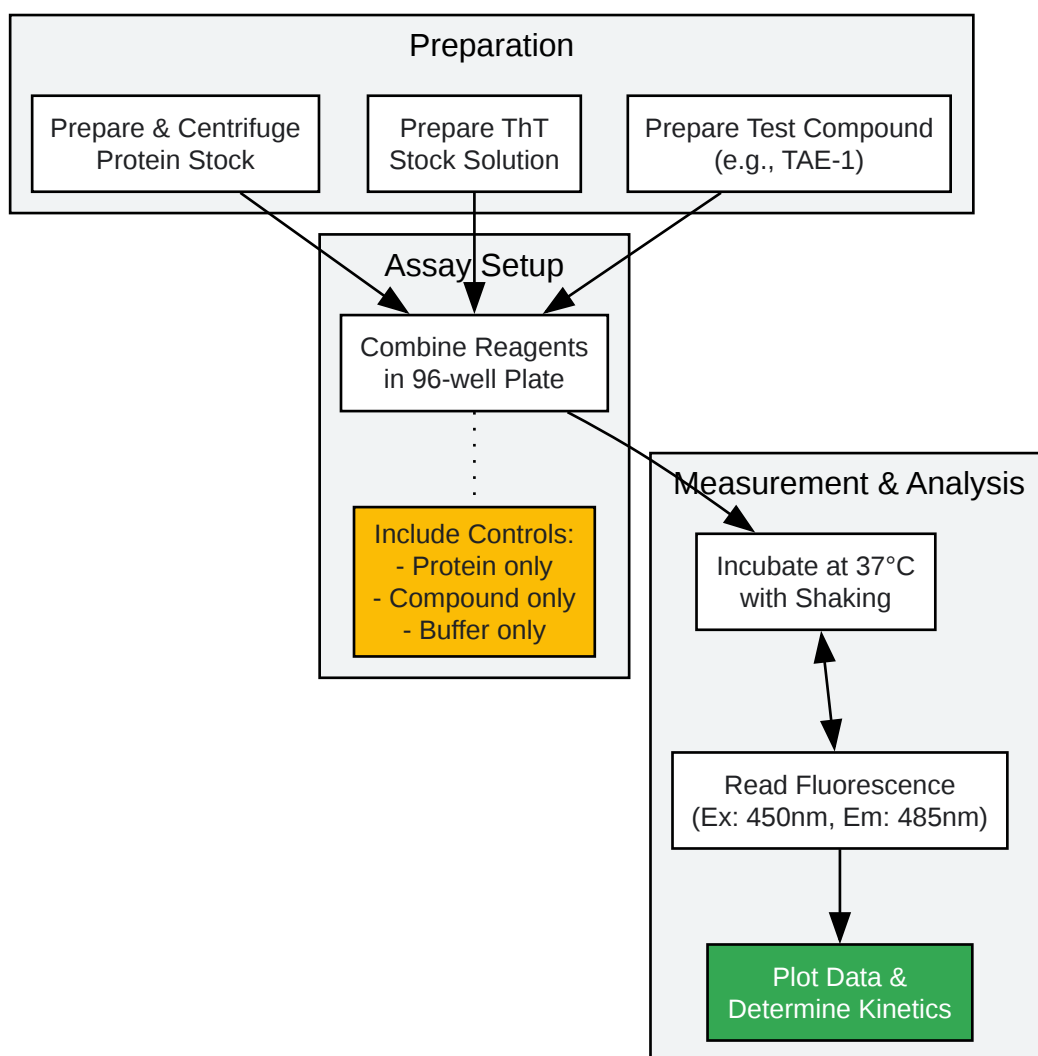 Preparation
Prepare & Centrifuge
Protein Stock
Prepare ThT
Stock Solution
Prepare Test Compound
(e.g., TAE-1)
Assay Setup
Combine Reagents
in 96-well Plate
Include Controls:
- Protein only
- Compound only
- Buffer only
Measurement & Analysis
Incubate at 37°C
with Shaking
Read Fluorescence
(Ex: 450nm, Em: 485nm)
Plot Data &
Determine Kinetics